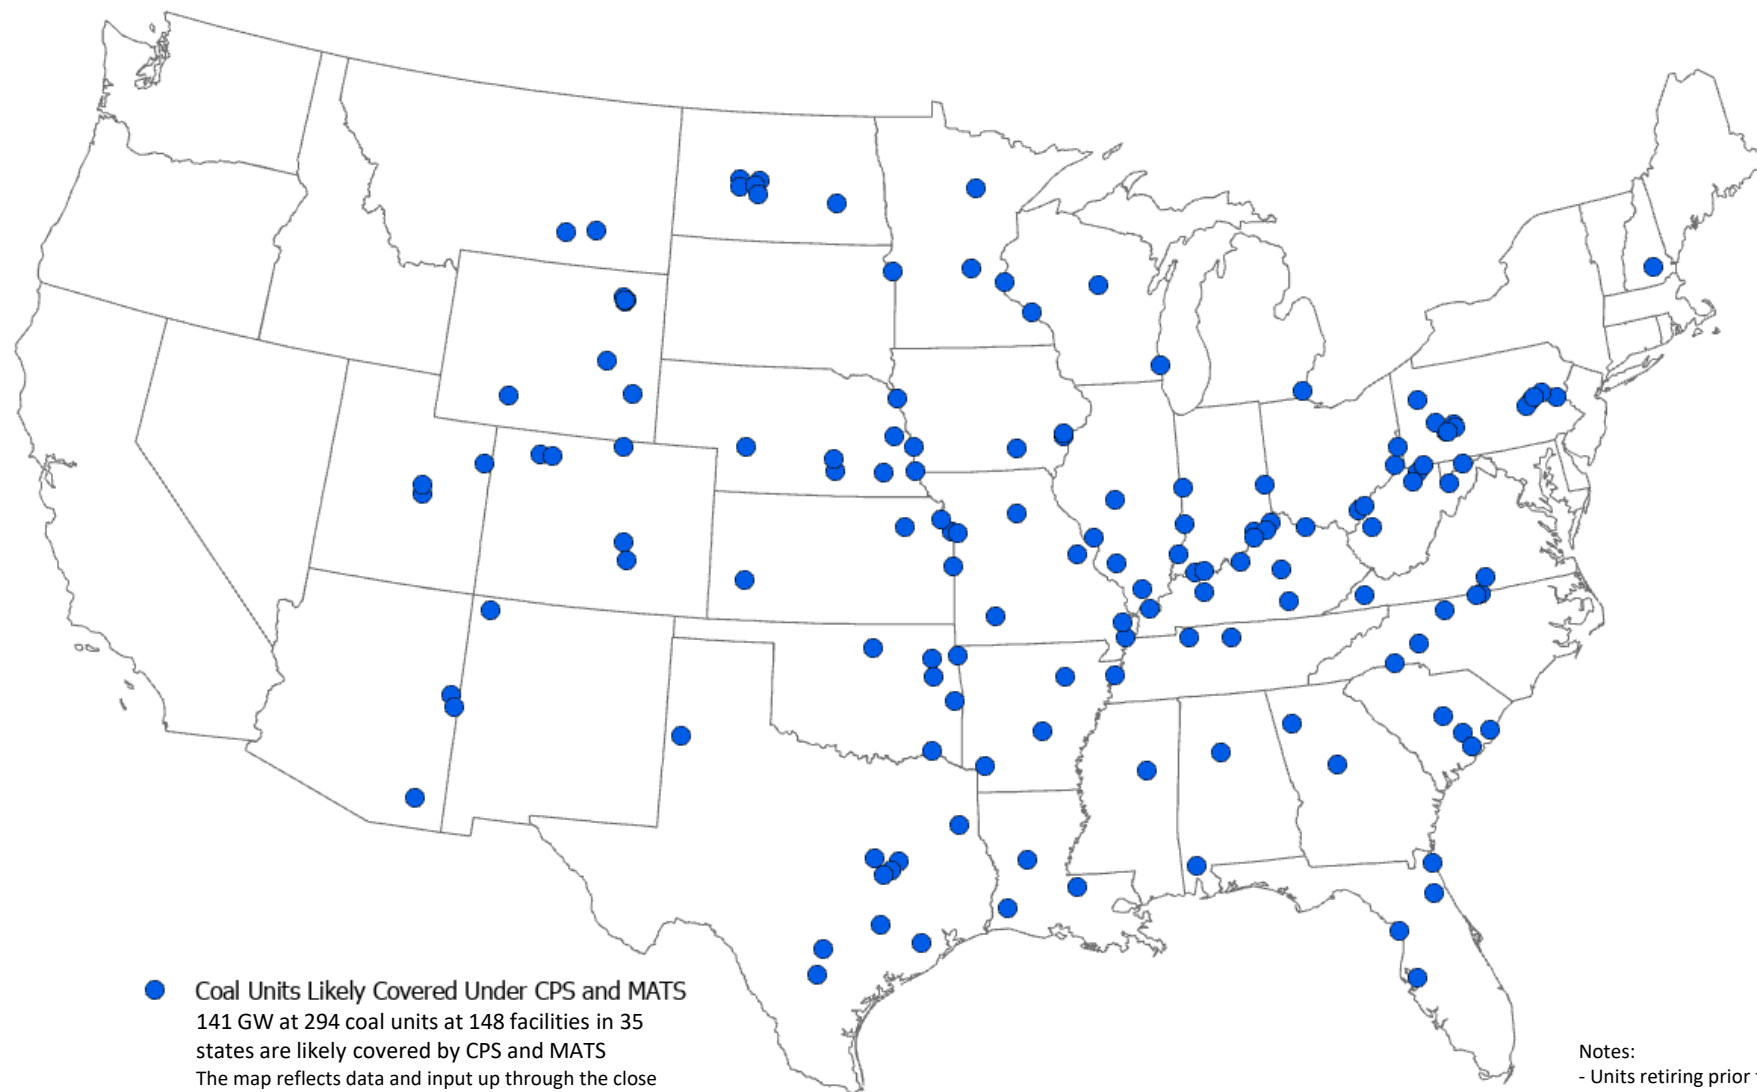 Coal Units Likely Covered Under CPS and MATS
141 GW at 294 coal units at 148 facilities in 35
states are likely covered by CPS and MATS
The map reflects data and input up through the close
Notes:
- Units retiring prior